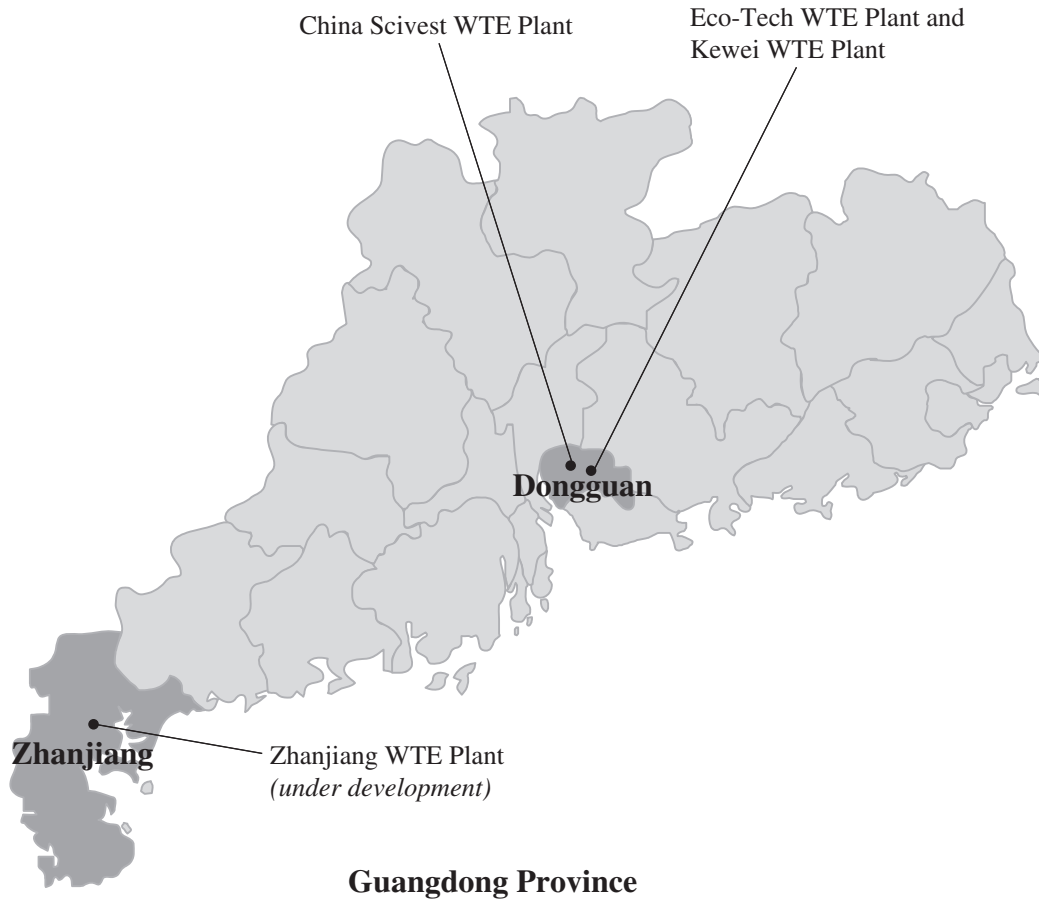 China Scivest WTE Plant
Eco-Tech WTE Plant and
Kewei WTE Plant
Dongguan
Zhanjiang
Zhanjiang WTE Plant
(under development)
Guangdong Province